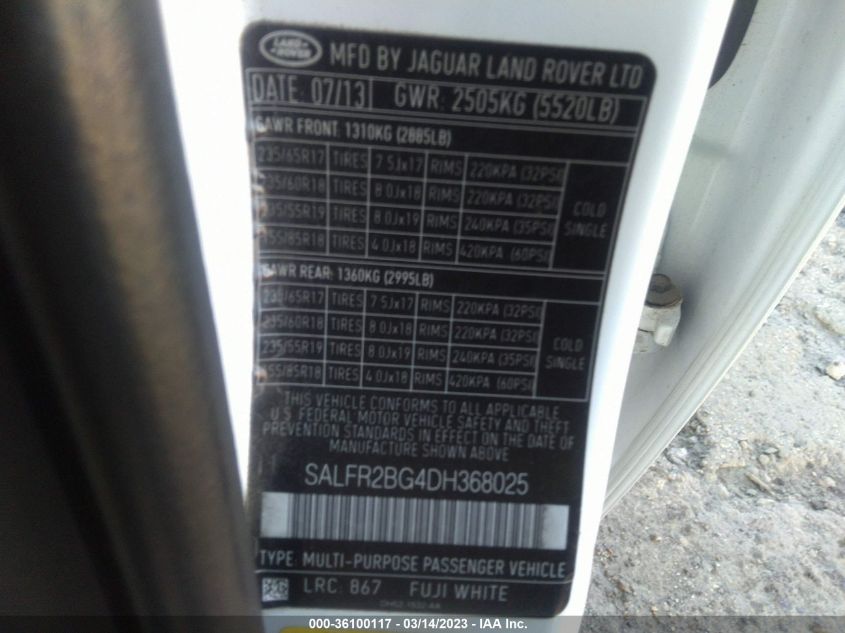 LAND ROVER
MFD BY JAGUAR LAND ROVER LTD
DATE: 07/13 GWR: 2505KG (5520LB)
GAWR FRONT: 1310KG (2885LB)
235/65R17 TIRES 7.5Jx17 RIMS 220KPA (32PSI)
235/60R18 TIRES 8.0Jx18 RIMS 220KPA (32PSI)
235/55R19 TIRES 8.0Jx19 RIMS 240KPA (35PSI)
155/85R18 TIRES 4.0Jx18 RIMS 420KPA (60PSI)
COLD
SINGLE
GAWR REAR: 1360KG (2995LB)
235/65R17 TIRES 7.5Jx17 RIMS 220KPA (32PSI)
235/60R18 TIRES 8.0Jx18 RIMS 220KPA (32PSI)
235/55R19 TIRES 8.0Jx19 RIMS 240KPA (35PSI)
155/85R18 TIRES 4.0Jx18 RIMS 420KPA (60PSI)
COLD
SINGLE
THIS VEHICLE CONFORMS TO ALL APPLICABLE
U.S. FEDERAL MOTOR VEHICLE SAFETY AND THEFT
PREVENTION STANDARDS IN EFFECT ON THE DATE OF
MANUFACTURE SHOWN ABOVE
SALFR2BG4DH368025
TYPE: MULTI-PURPOSE PASSENGER VEHICLE
LRC: 867 FUJI WHITE
000-36100117 - 03/14/2023 - IAA Inc.